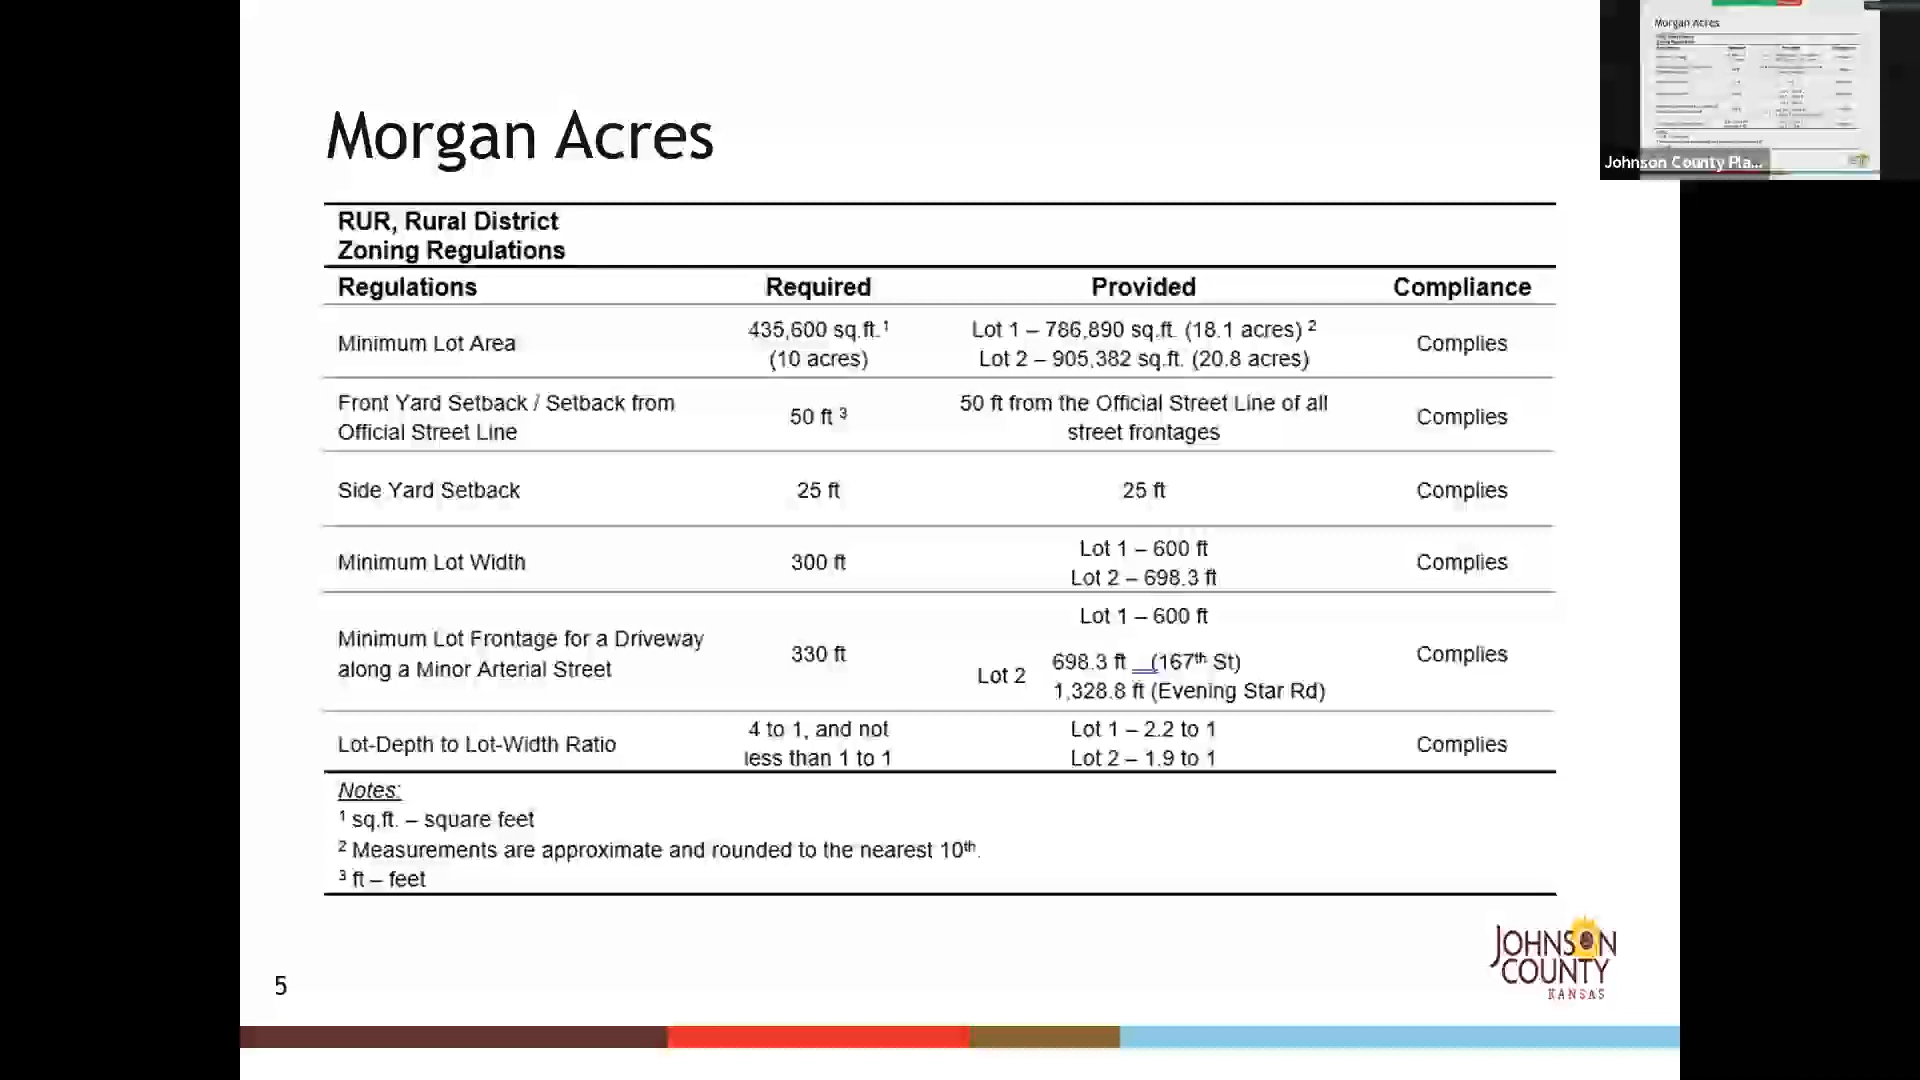 Morgan Acres
RUR, Rural District
Zoning Regulations
Regulations Required Provided Compliance
Minimum Lot Area 435,600 sq.ft.¹ (10 acres) Lot 1 – 786,890 sq.ft. (18.1 acres) ² Lot 2 – 905,382 sq.ft. (20.8 acres) Complies
Front Yard Setback / Setback from Official Street Line 50 ft ³ 50 ft from the Official Street Line of all street frontages Complies
Side Yard Setback 25 ft 25 ft Complies
Minimum Lot Width 300 ft Lot 1 – 600 ft Lot 2 – 698.3 ft Complies
Minimum Lot Frontage for a Driveway along a Minor Arterial Street 330 ft Lot 1 – 600 ft Lot 2 698.3 ft (167th St) 1,328.8 ft (Evening Star Rd) Complies
Lot-Depth to Lot-Width Ratio 4 to 1, and not less than 1 to 1 Lot 1 – 2.2 to 1 Lot 2 – 1.9 to 1 Complies
Notes:
¹ sq.ft. – square feet
² Measurements are approximate and rounded to the nearest 10th.
³ ft – feet
5
JOHNSON
COUNTY
KANSAS
Morgan Acres
Johnson County Pla...